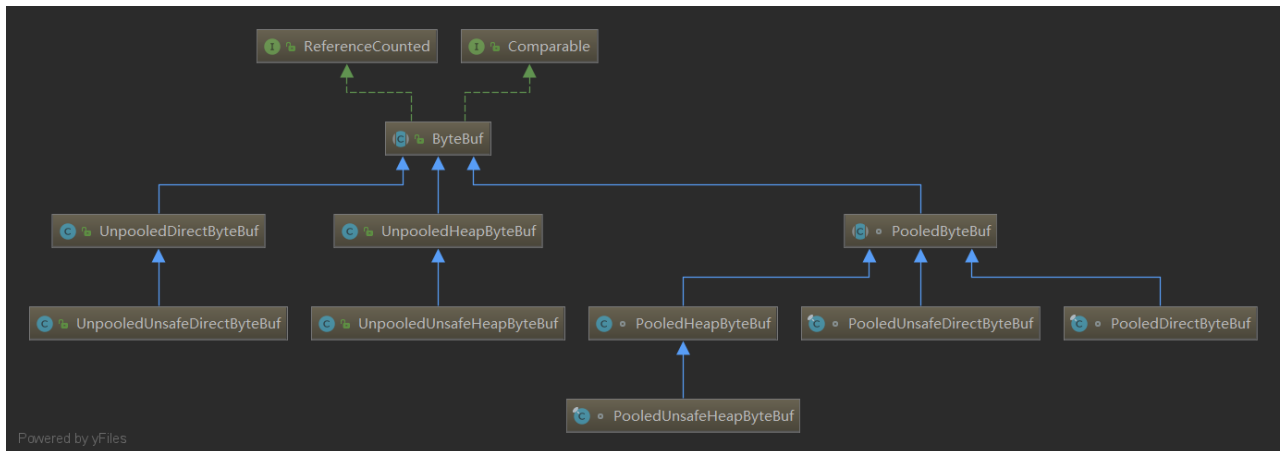 ReferenceCounted
Comparable
ByteBuf
UnpooledDirectByteBuf
UnpooledHeapByteBuf
PooledByteBuf
UnpooledUnsafeDirectByteBuf
UnpooledUnsafeHeapByteBuf
PooledHeapByteBuf
PooledUnsafeDirectByteBuf
PooledDirectByteBuf
PooledUnsafeHeapByteBuf
Powered by yFiles